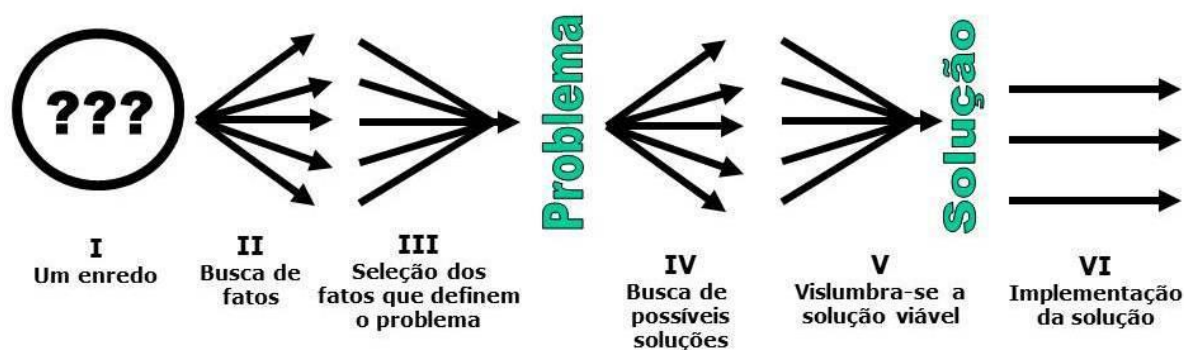 ???
Problema
Solução
I
Um enredo
II
Busca de
fatos
III
Seleção dos
fatos que definem
o problema
IV
Busca de
possíveis
soluções
V
Vislumbra-se a
solução viável
VI
Implementação
da solução